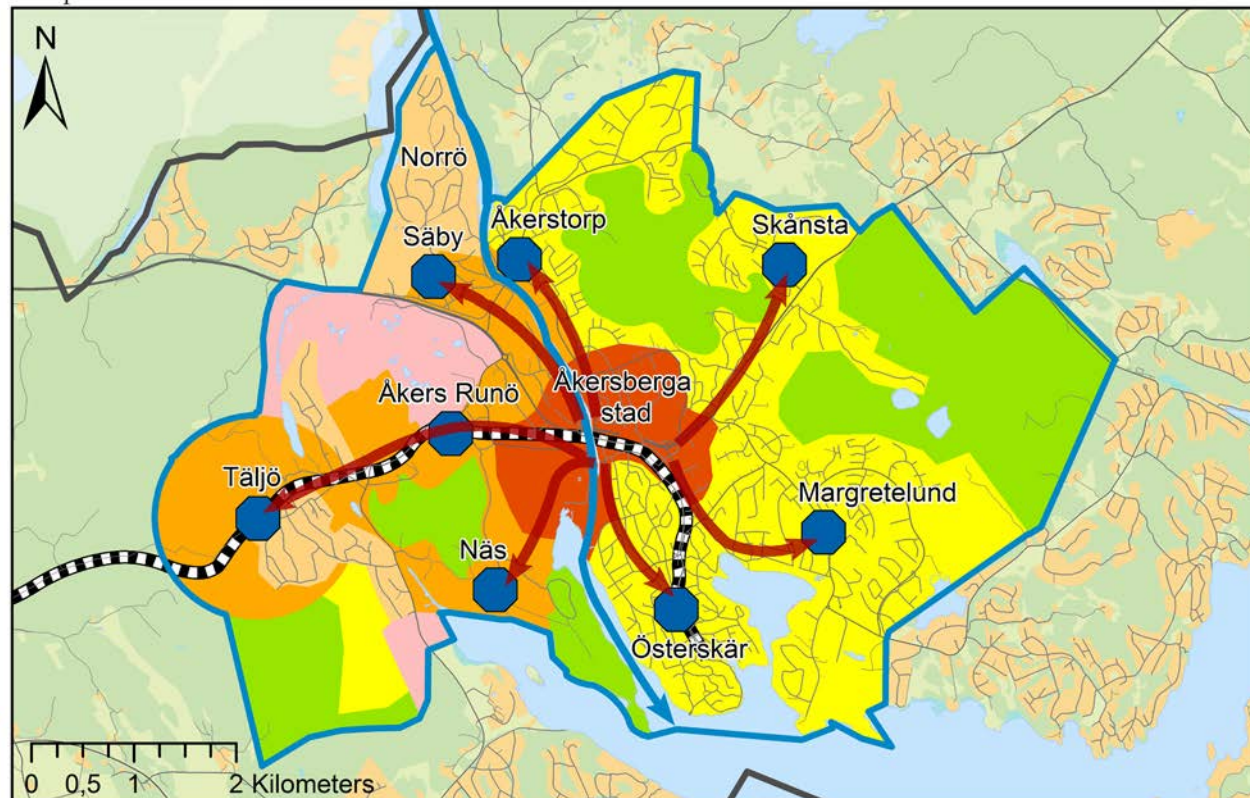 N
Norrö
Åkerstorp
Skånsta
Säby
Åkersberga
stad
Åkers Runö
Täljö
Margretelund
Näs
Österskär
0 0,5 1 2 Kilometers